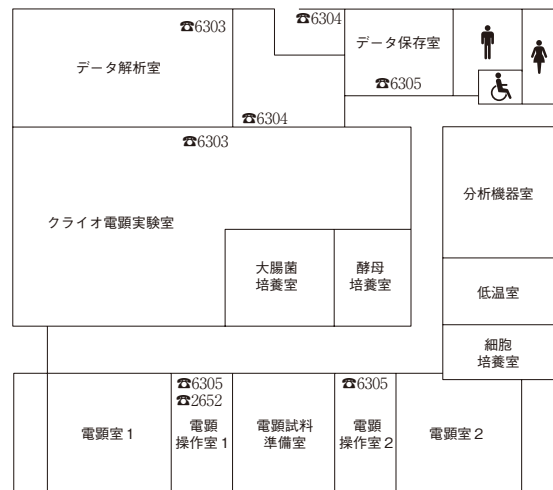 ☎6303
☎6304
データ解析室
データ保存室
☎6305
☎6304
☎6303
クライオ電顕実験室
大腸菌
培養室
酵母
培養室
分析機器室
低温室
細胞
培養室
電顕室1
☎6305
☎2652
電顕
操作室1
電顕試料
準備室
☎6305
電顕
操作室2
電顕室2